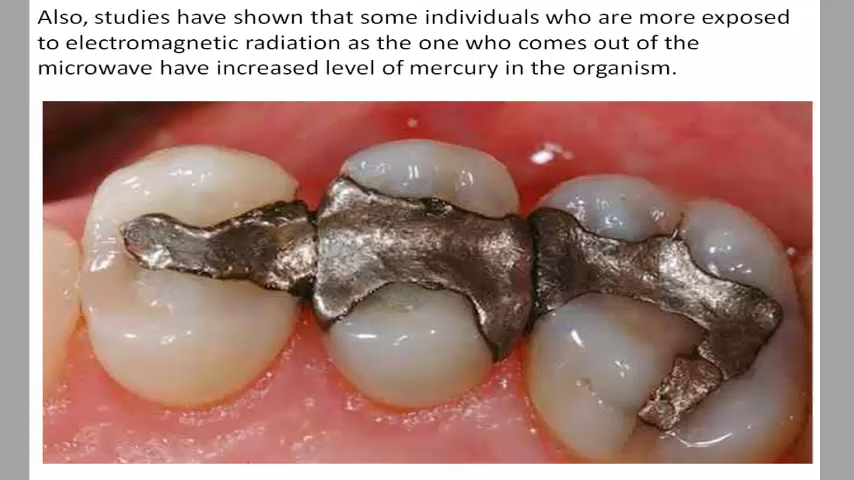 Also, studies have shown that some individuals who are more exposed
to electromagnetic radiation as the one who comes out of the
microwave have increased level of mercury in the organism.